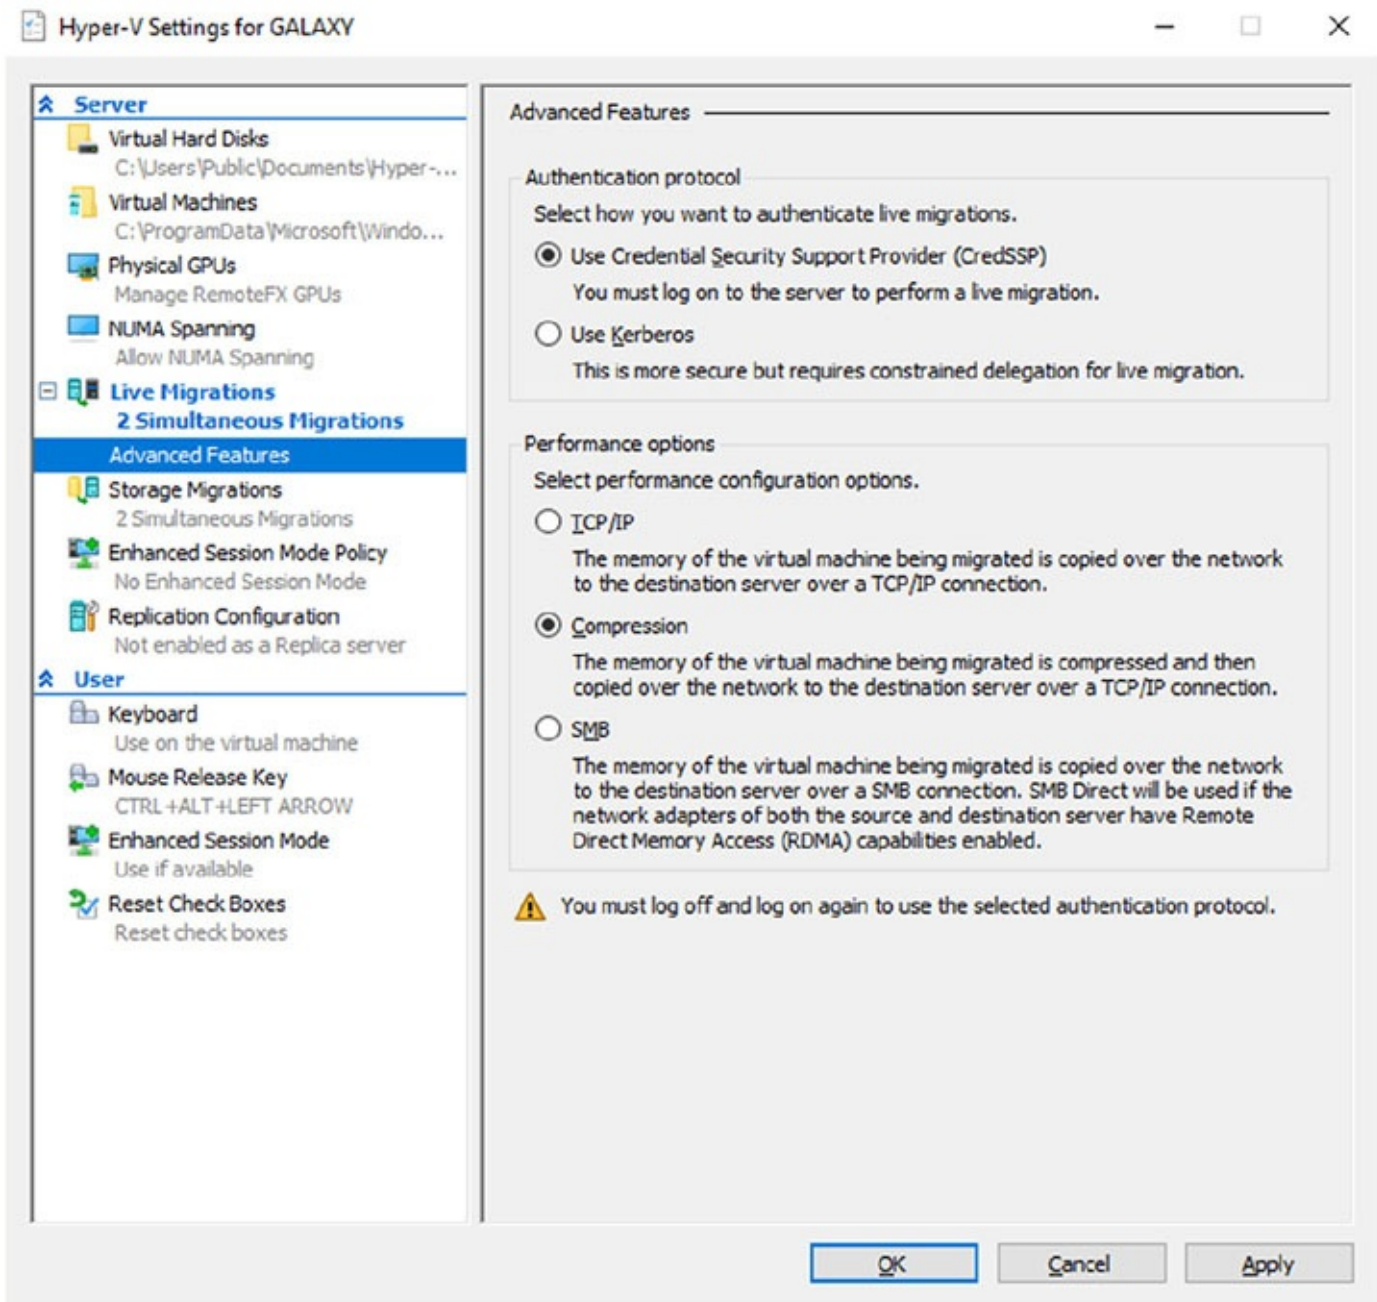 Hyper-V Settings for GALAXY
Server
Virtual Hard Disks
C:\Users\Public\Documents\Hyper-...
Virtual Machines
C:\ProgramData\Microsoft\Windo...
Physical GPUs
Manage RemoteFX GPUs
NUMA Spanning
Allow NUMA Spanning
Live Migrations
2 Simultaneous Migrations
Advanced Features
Storage Migrations
2 Simultaneous Migrations
Enhanced Session Mode Policy
No Enhanced Session Mode
Replication Configuration
Not enabled as a Replica server
User
Keyboard
Use on the virtual machine
Mouse Release Key
CTRL+ALT+LEFT ARROW
Enhanced Session Mode
Use if available
Reset Check Boxes
Reset check boxes
Advanced Features
Authentication protocol
Select how you want to authenticate live migrations.
Use Credential Security Support Provider (CredSSP)
You must log on to the server to perform a live migration.
Use Kerberos
This is more secure but requires constrained delegation for live migration.
Performance options
Select performance configuration options.
TCP/IP
The memory of the virtual machine being migrated is copied over the network
to the destination server over a TCP/IP connection.
Compression
The memory of the virtual machine being migrated is compressed and then
copied over the network to the destination server over a TCP/IP connection.
SMB
The memory of the virtual machine being migrated is copied over the network
to the destination server over a SMB connection. SMB Direct will be used if the
network adapters of both the source and destination server have Remote
Direct Memory Access (RDMA) capabilities enabled.
You must log off and log on again to use the selected authentication protocol.
OK
Cancel
Apply